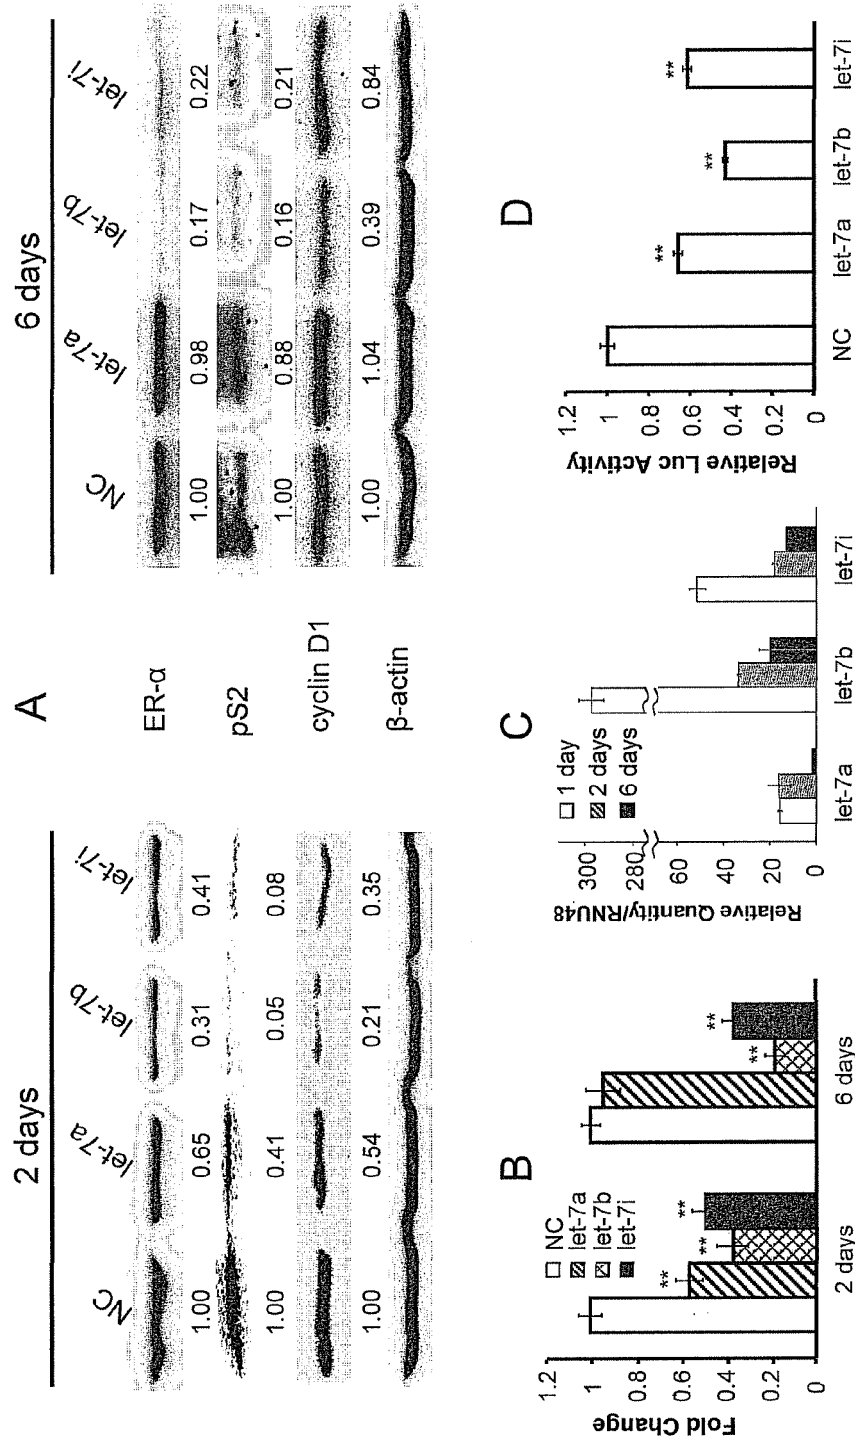 A
2 days
6 days
NC let-7a let-7b let-7i
NC let-7a let-7b let-7i
ER-α
1.00 0.65 0.31 0.41
1.00 0.98 0.17 0.22
pS2
1.00 0.41 0.05 0.08
1.00 0.88 0.16 0.21
cyclin D1
1.00 0.54 0.21 0.35
1.00 1.04 0.39 0.84
β-actin
B
Fold Change
1.2
1
0.8
0.6
0.4
0.2
0
NC
let-7a
let-7b
let-7i
** ** **
** **
2 days 6 days
C
Relative Quantity/RNU48
300
280
60
40
20
0
1 day
2 days
6 days
let-7a let-7b let-7i
D
Relative Luc Activity
1.2
1
0.8
0.6
0.4
0.2
0
** ** **
NC let-7a let-7b let-7i